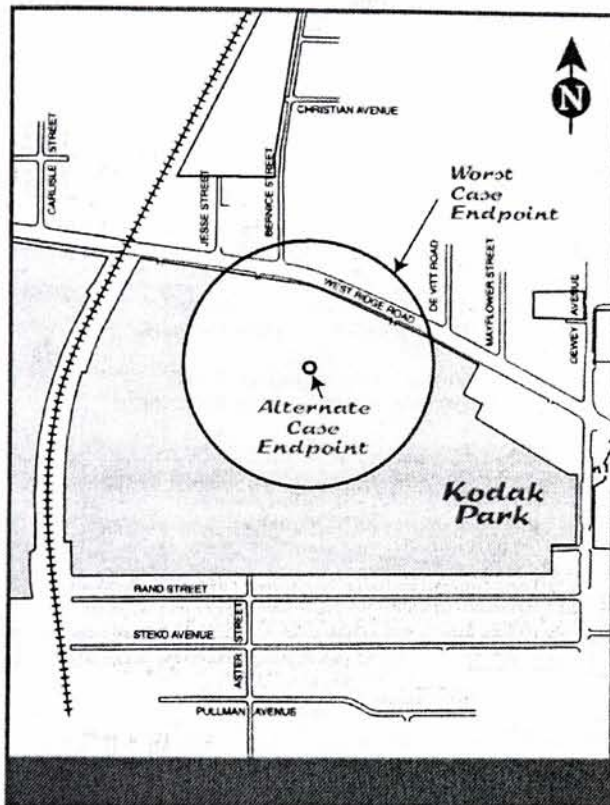 CHRISTIAN AVENUE
N
CARLISLE STREET
JESSE STREET
BERNICE STREET
Worst
Case
Endpoint
WEST RIDGE ROAD
DE VITT ROAD
MAYFLOWER STREET
DEWEY AVENUE
Alternate
Case
Endpoint
Kodak
Park
RAND STREET
STEKO AVENUE
ASTER STREET
PULLMAN AVENUE